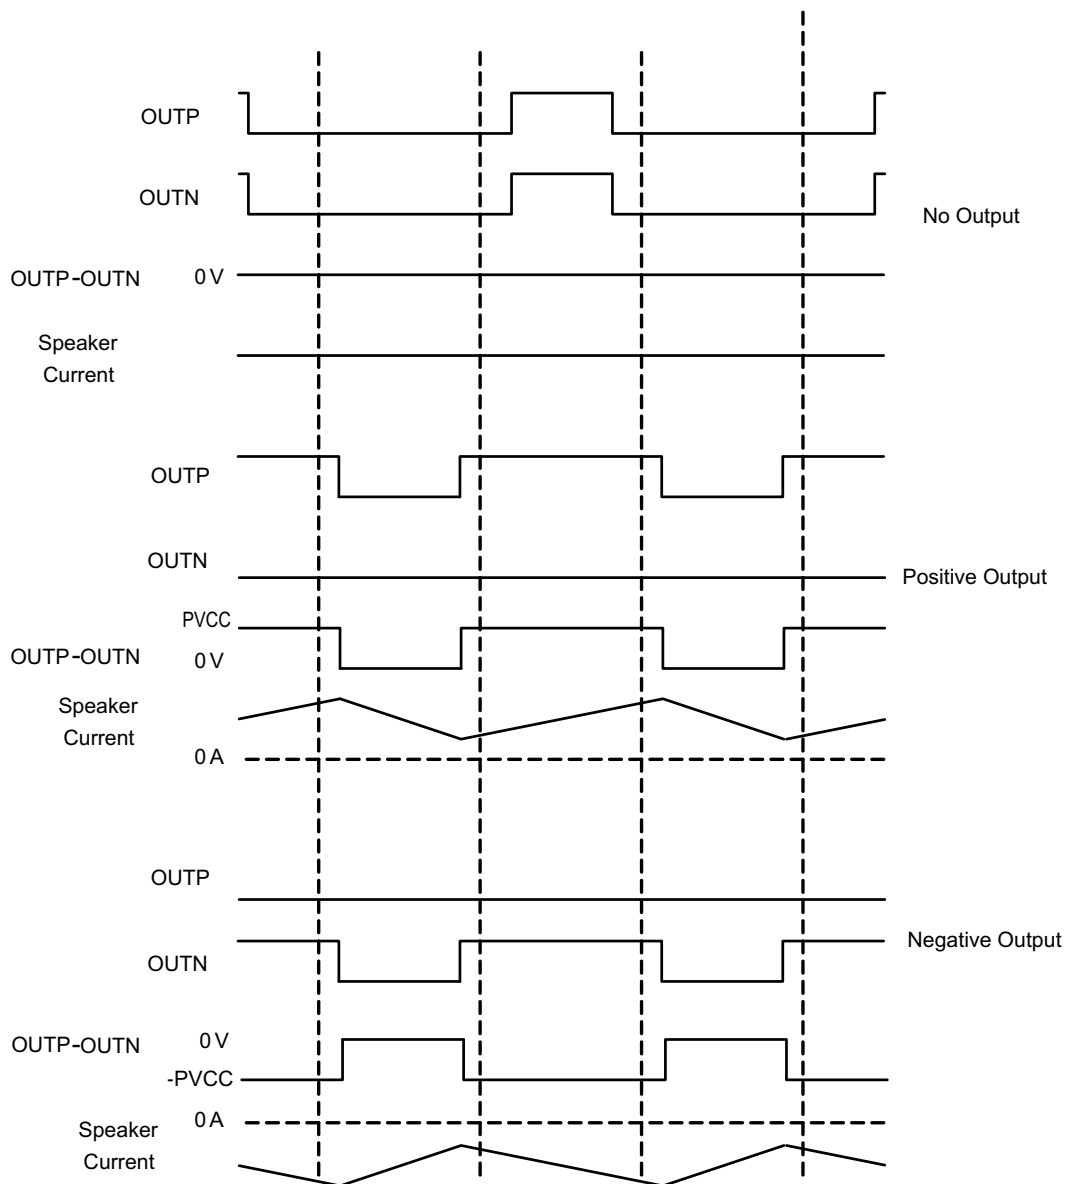 OUTP
OUTN
No Output
OUTP-OUTN 0 V
Speaker
Current
OUTP
OUTN
Positive Output
PVCC
OUTP-OUTN 0 V
Speaker
Current
0 A
OUTP
Negative Output
OUTN
OUTP-OUTN 0 V
-PVCC
0 A
Speaker
Current